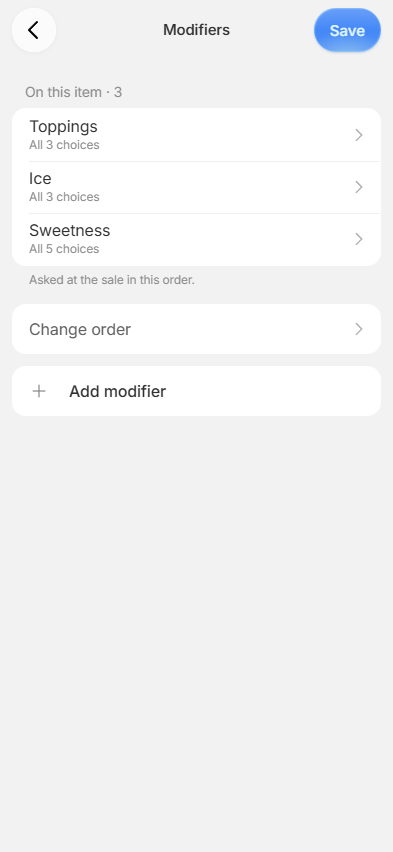 Modifiers
Save
On this item · 3
Toppings
All 3 choices
Ice
All 3 choices
Sweetness
All 5 choices
Asked at the sale in this order.
Change order
Add modifier